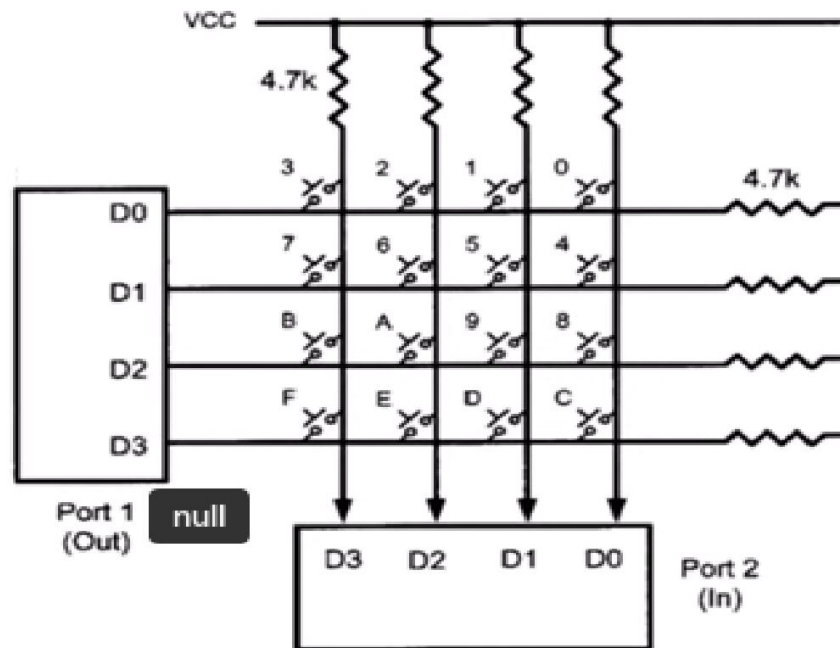 VCC
4.7k
3 2 1 0
4.7k
D0
7 6 5 4
D1
B A 9 8
D2
F E D C
D3
Port 1
(Out)
null
D3 D2 D1 D0
Port 2
(In)